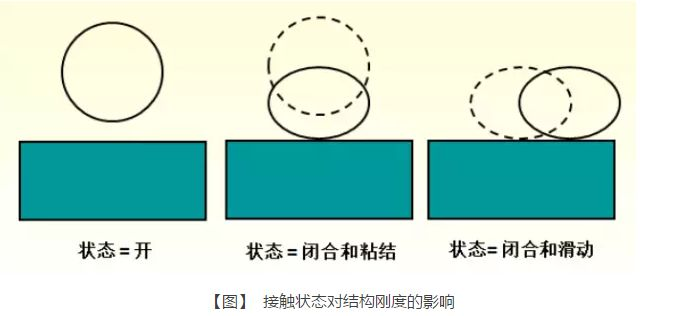 状态 = 开
状态 = 闭合和粘结
状态= 闭合和滑动
【图】 接触状态对结构刚度的影响